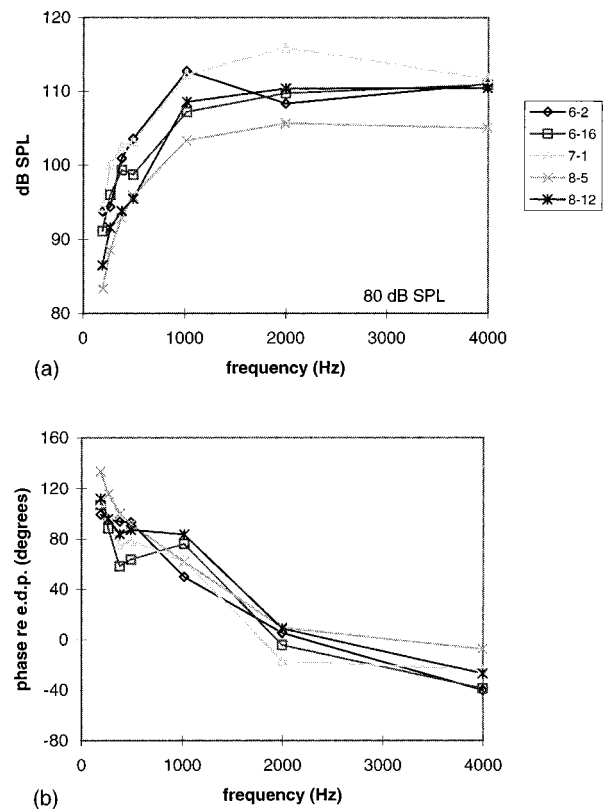 120
110
100
90
80
dB SPL
80 dB SPL
0 1000 2000 3000 4000
(a)
frequency (Hz)
6-2
6-16
7-1
8-5
8-12
160
120
80
40
0
-40
-80
phase re e.d.p. (degrees)
0 1000 2000 3000 4000
(b)
frequency (Hz)